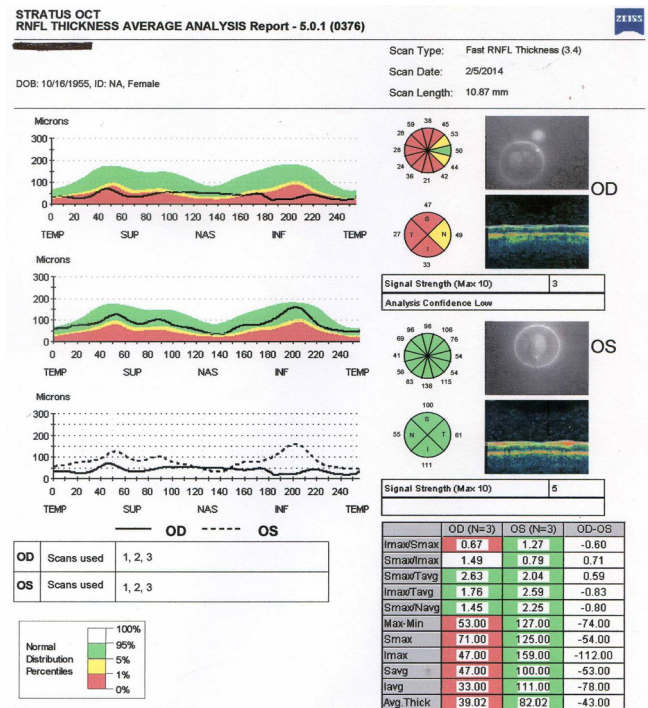 STRATUS OCT
RNFL THICKNESS AVERAGE ANALYSIS Report - 5.0.1 (0376)
ZEISS
DOB: 10/16/1955, ID: NA, Female
Scan Type: Fast RNFL Thickness (3.4)
Scan Date: 2/5/2014
Scan Length: 10.87 mm
Microns
300
200
100
0
0 20 40 60 80 100 120 140 160 180 200 220 240
TEMP SUP NAS INF TEMP
59 38 45
28 53
28 50
24 44
36 21 42
47
S
27 T N 49
I
33
OD
Signal Strength (Max 10) 3
Analysis Confidence Low
Microns
300
200
100
0
0 20 40 60 80 100 120 140 160 180 200 220 240
TEMP SUP NAS INF TEMP
96 98 106
69 76
41 54
56 54
83 136 115
100
S
55 N T 61
I
111
OS
Signal Strength (Max 10) 5
Microns
300
200
100
0
0 20 40 60 80 100 120 140 160 180 200 220 240
TEMP SUP NAS INF TEMP
OD OS
OD Scans used 1, 2, 3
OS Scans used 1, 2, 3
Normal
Distribution
Percentiles
100%
95%
5%
1%
0%
OD (N=3) OS (N=3) OD-OS
Imax/Smax 0.67 1.27 -0.60
Smax/Imax 1.49 0.79 0.71
Smax/Tavg 2.63 2.04 0.59
Imax/Tavg 1.76 2.59 -0.83
Smax/Navg 1.45 2.25 -0.80
Max-Min 53.00 127.00 -74.00
Smax 71.00 125.00 -54.00
Imax 47.00 159.00 -112.00
Savg 47.00 100.00 -53.00
Iavg 33.00 111.00 -78.00
Avg.Thick 39.02 82.02 -43.00